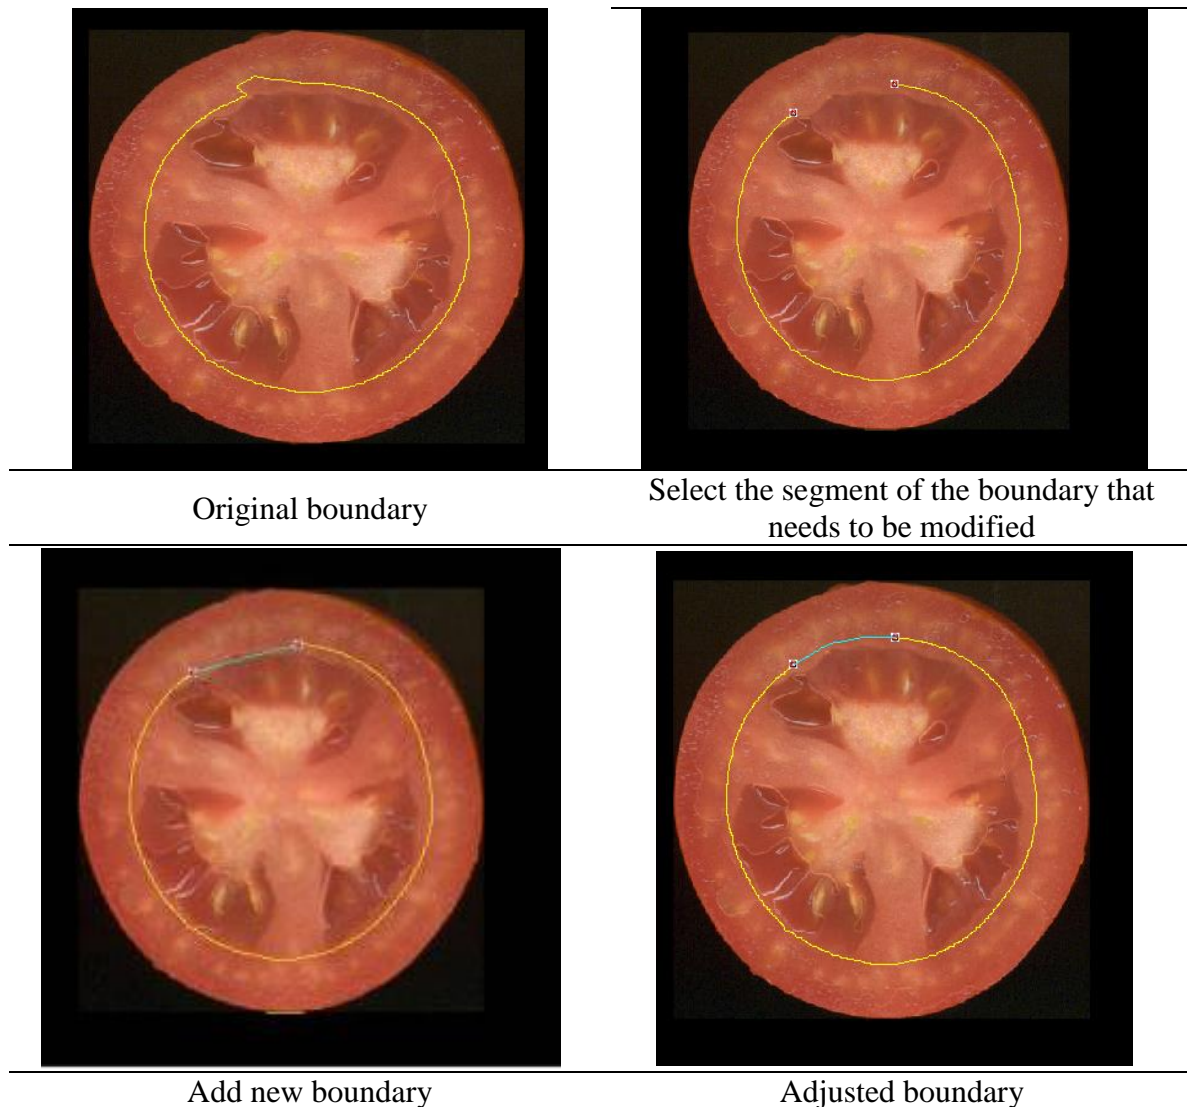 Original boundary
Select the segment of the boundary that
needs to be modified
Add new boundary
Adjusted boundary